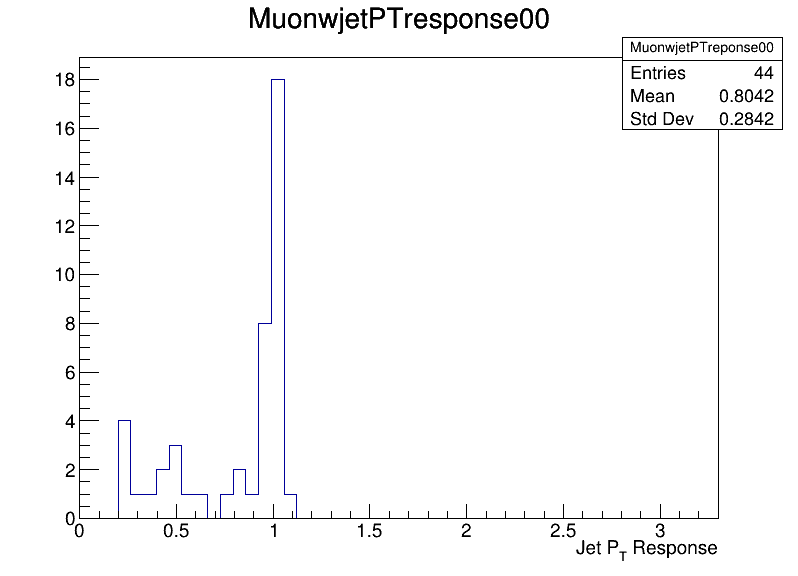 MuonwjetPTresponse00
MuonwjetPTreponse00
Entries 44
Mean 0.8042
Std Dev 0.2842
18
16
14
12
10
8
6
4
2
0
0 0.5 1 1.5 2 2.5 3
Jet PT Response